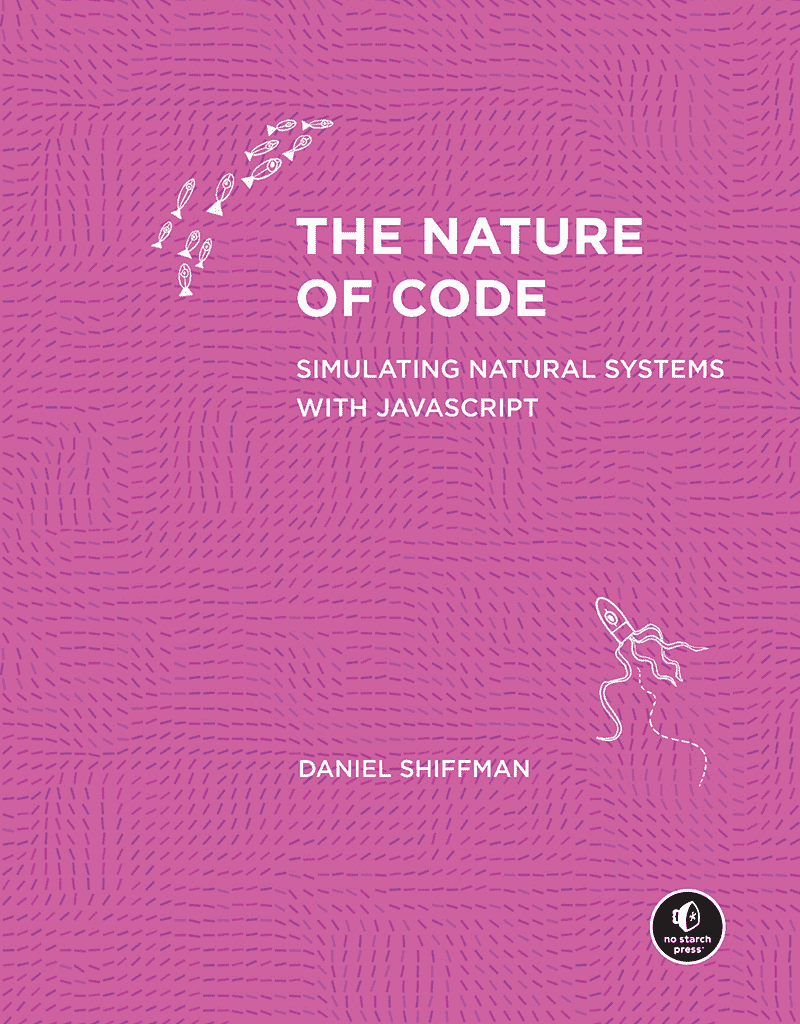 THE NATURE
OF CODE
SIMULATING NATURAL SYSTEMS
WITH JAVASCRIPT
DANIEL SHIFFMAN
no starch
press